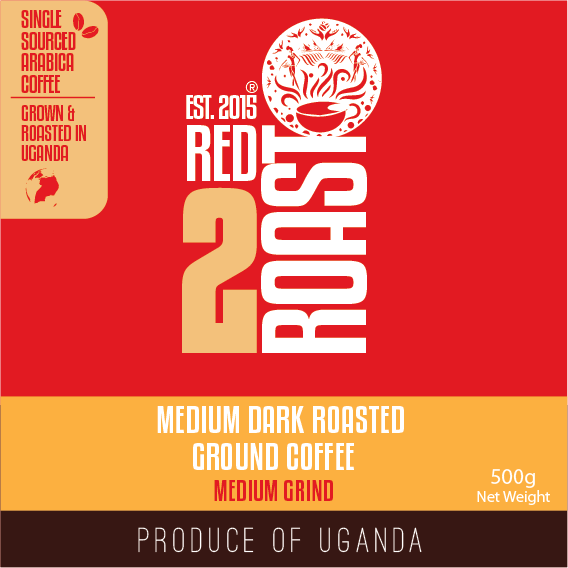 SINGLE
SOURCED
ARABICA
COFFEE
GROWN &
ROASTED IN
UGANDA
EST. 2015
®
RED
2
ROAST
MEDIUM DARK ROASTED
GROUND COFFEE
MEDIUM GRIND
500g
Net Weight
PRODUCE OF UGANDA